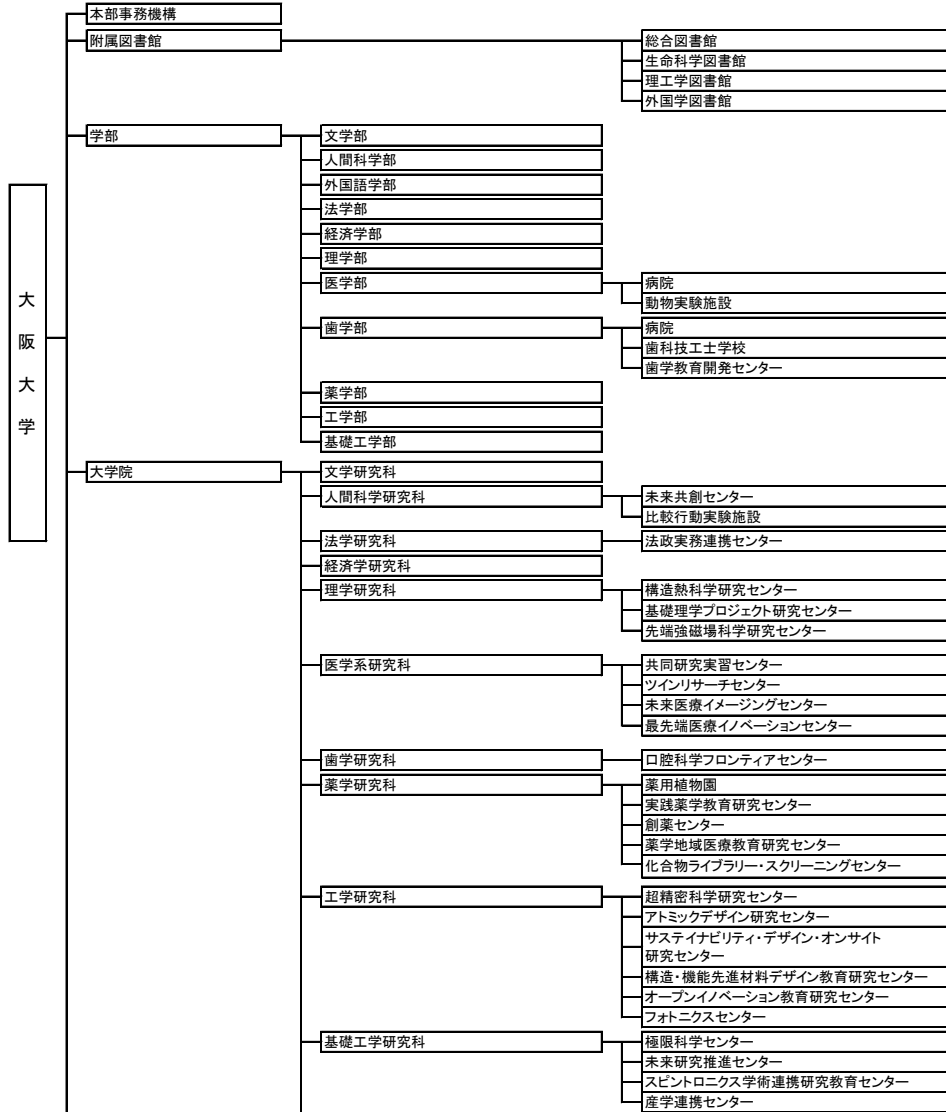 大阪大学
本部事務機構
附属図書館
総合図書館
生命科学図書館
理工学図書館
外国学図書館
学部
文学部
人間科学部
外国語学部
法学部
経済学部
理学部
医学部
病院
動物実験施設
歯学部
病院
歯科技工士学校
歯学教育開発センター
薬学部
工学部
基礎工学部
大学院
文学研究科
人間科学研究科
未来共創センター
比較行動実験施設
法学研究科
法政実務連携センター
経済学研究科
理学研究科
構造熱科学研究センター
基礎理学プロジェクト研究センター
先端強磁場科学研究センター
医学系研究科
共同研究実習センター
ツインリサーチセンター
未来医療イメージングセンター
最先端医療イノベーションセンター
歯学研究科
口腔科学フロンティアセンター
薬学研究科
薬用植物園
実践薬学教育研究センター
創薬センター
薬学地域医療教育研究センター
化合物ライブラリー・スクリーニングセンター
工学研究科
超精密科学研究センター
アトミックデザイン研究センター
サステイナビリティ・デザイン・オンサイト
研究センター
構造・機能先進材料デザイン教育研究センター
オープンイノベーション教育研究センター
フォトニクスセンター
基礎工学研究科
極限科学センター
未来研究推進センター
スピントロニクス学術連携研究教育センター
産学連携センター